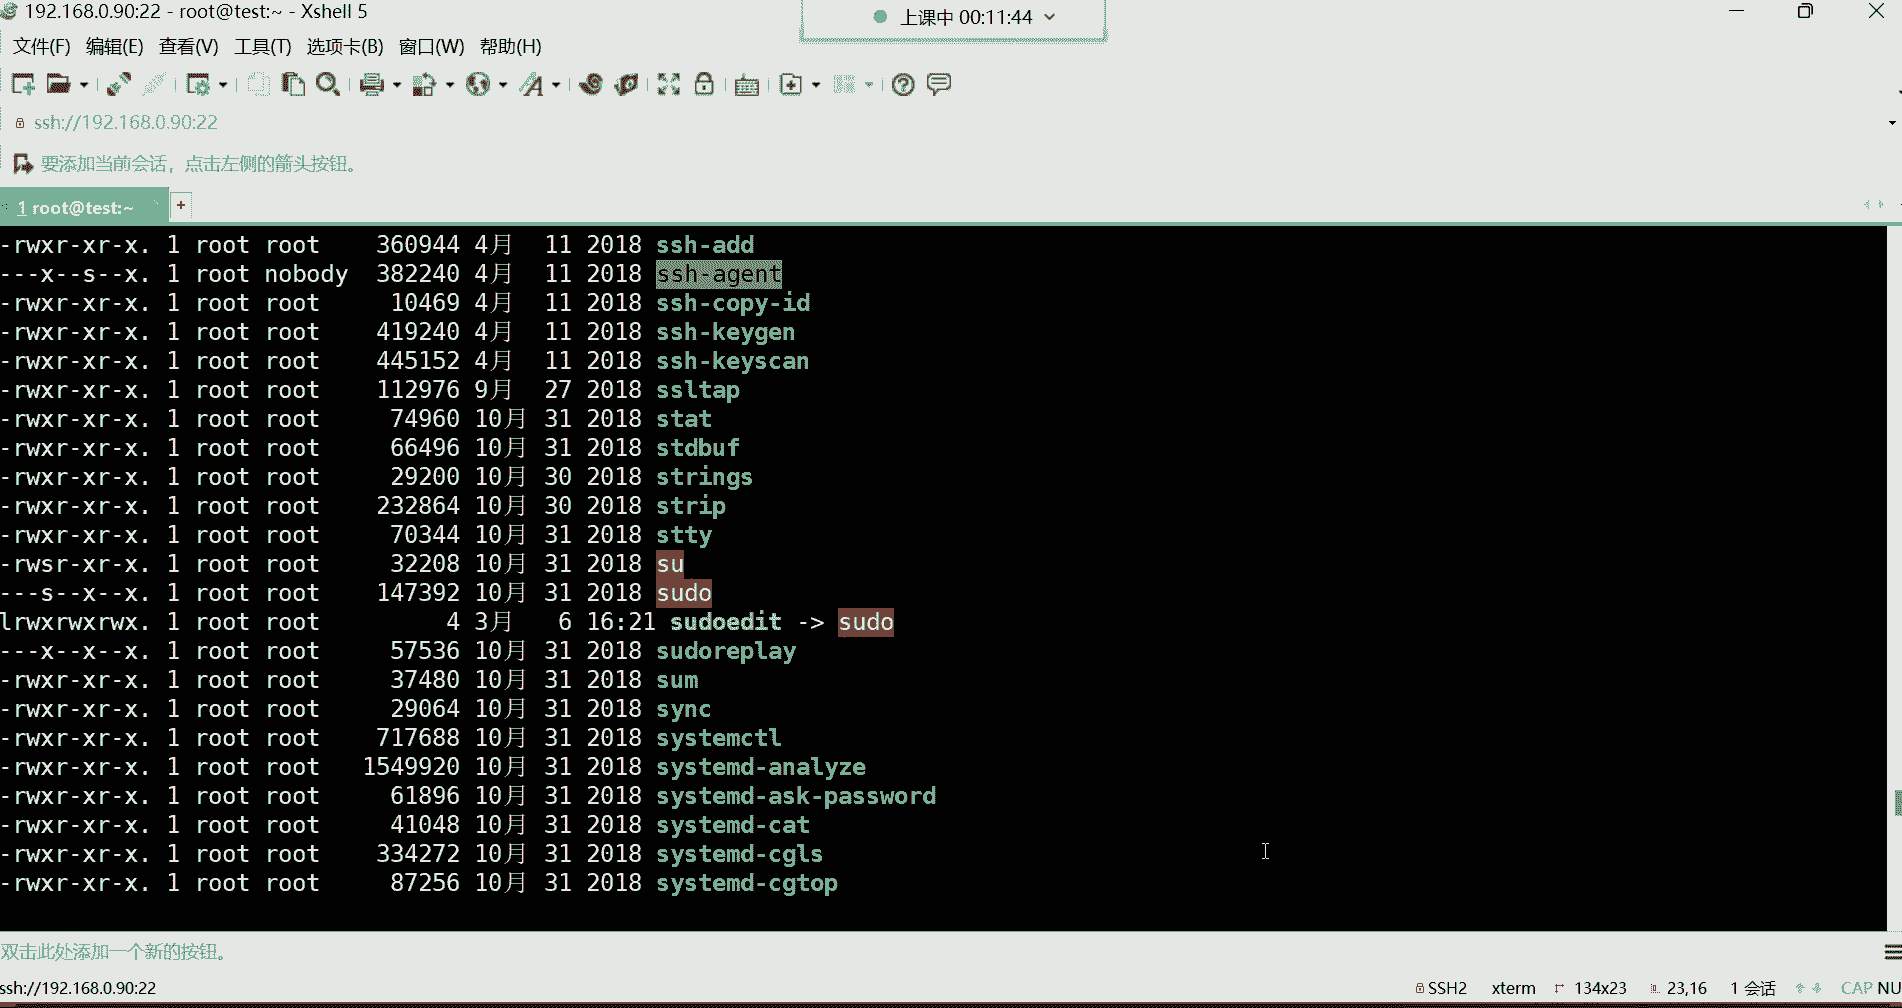 192.168.0.90:22 - root@test:~ - Xshell 5
上课中 00:11:44
文件(F) 编辑(E) 查看(V) 工具(T) 选项卡(B) 窗口(W) 帮助(H)
ssh://192.168.0.90:22
要添加当前会话，点击左侧的箭头按钮。
1 root@test:~ +
-rwxr-xr-x. 1 root root 360944 4月 11 2018 ssh-add
---x--s--x. 1 root nobody 382240 4月 11 2018 ssh-agent
-rwxr-xr-x. 1 root root 10469 4月 11 2018 ssh-copy-id
-rwxr-xr-x. 1 root root 419240 4月 11 2018 ssh-keygen
-rwxr-xr-x. 1 root root 445152 4月 11 2018 ssh-keyscan
-rwxr-xr-x. 1 root root 112976 9月 27 2018 ssltap
-rwxr-xr-x. 1 root root 74960 10月 31 2018 stat
-rwxr-xr-x. 1 root root 66496 10月 31 2018 stdbuf
-rwxr-xr-x. 1 root root 29200 10月 30 2018 strings
-rwxr-xr-x. 1 root root 232864 10月 30 2018 strip
-rwxr-xr-x. 1 root root 70344 10月 31 2018 stty
-rwsr-xr-x. 1 root root 32208 10月 31 2018 su
---s--x--x. 1 root root 147392 10月 31 2018 sudo
lrwxrwxrwx. 1 root root 4 3月 6 16:21 sudoedit -> sudo
---x--x--x. 1 root root 57536 10月 31 2018 sudoreplay
-rwxr-xr-x. 1 root root 37480 10月 31 2018 sum
-rwxr-xr-x. 1 root root 29064 10月 31 2018 sync
-rwxr-xr-x. 1 root root 717688 10月 31 2018 systemctl
-rwxr-xr-x. 1 root root 1549920 10月 31 2018 systemd-analyze
-rwxr-xr-x. 1 root root 61896 10月 31 2018 systemd-ask-password
-rwxr-xr-x. 1 root root 41048 10月 31 2018 systemd-cat
-rwxr-xr-x. 1 root root 334272 10月 31 2018 systemd-cgls
-rwxr-xr-x. 1 root root 87256 10月 31 2018 systemd-cgtop
双击此处添加一个新的按钮。
ssh://192.168.0.90:22 SSH2 xterm 134x23 23,16 1 会话 CAP NU